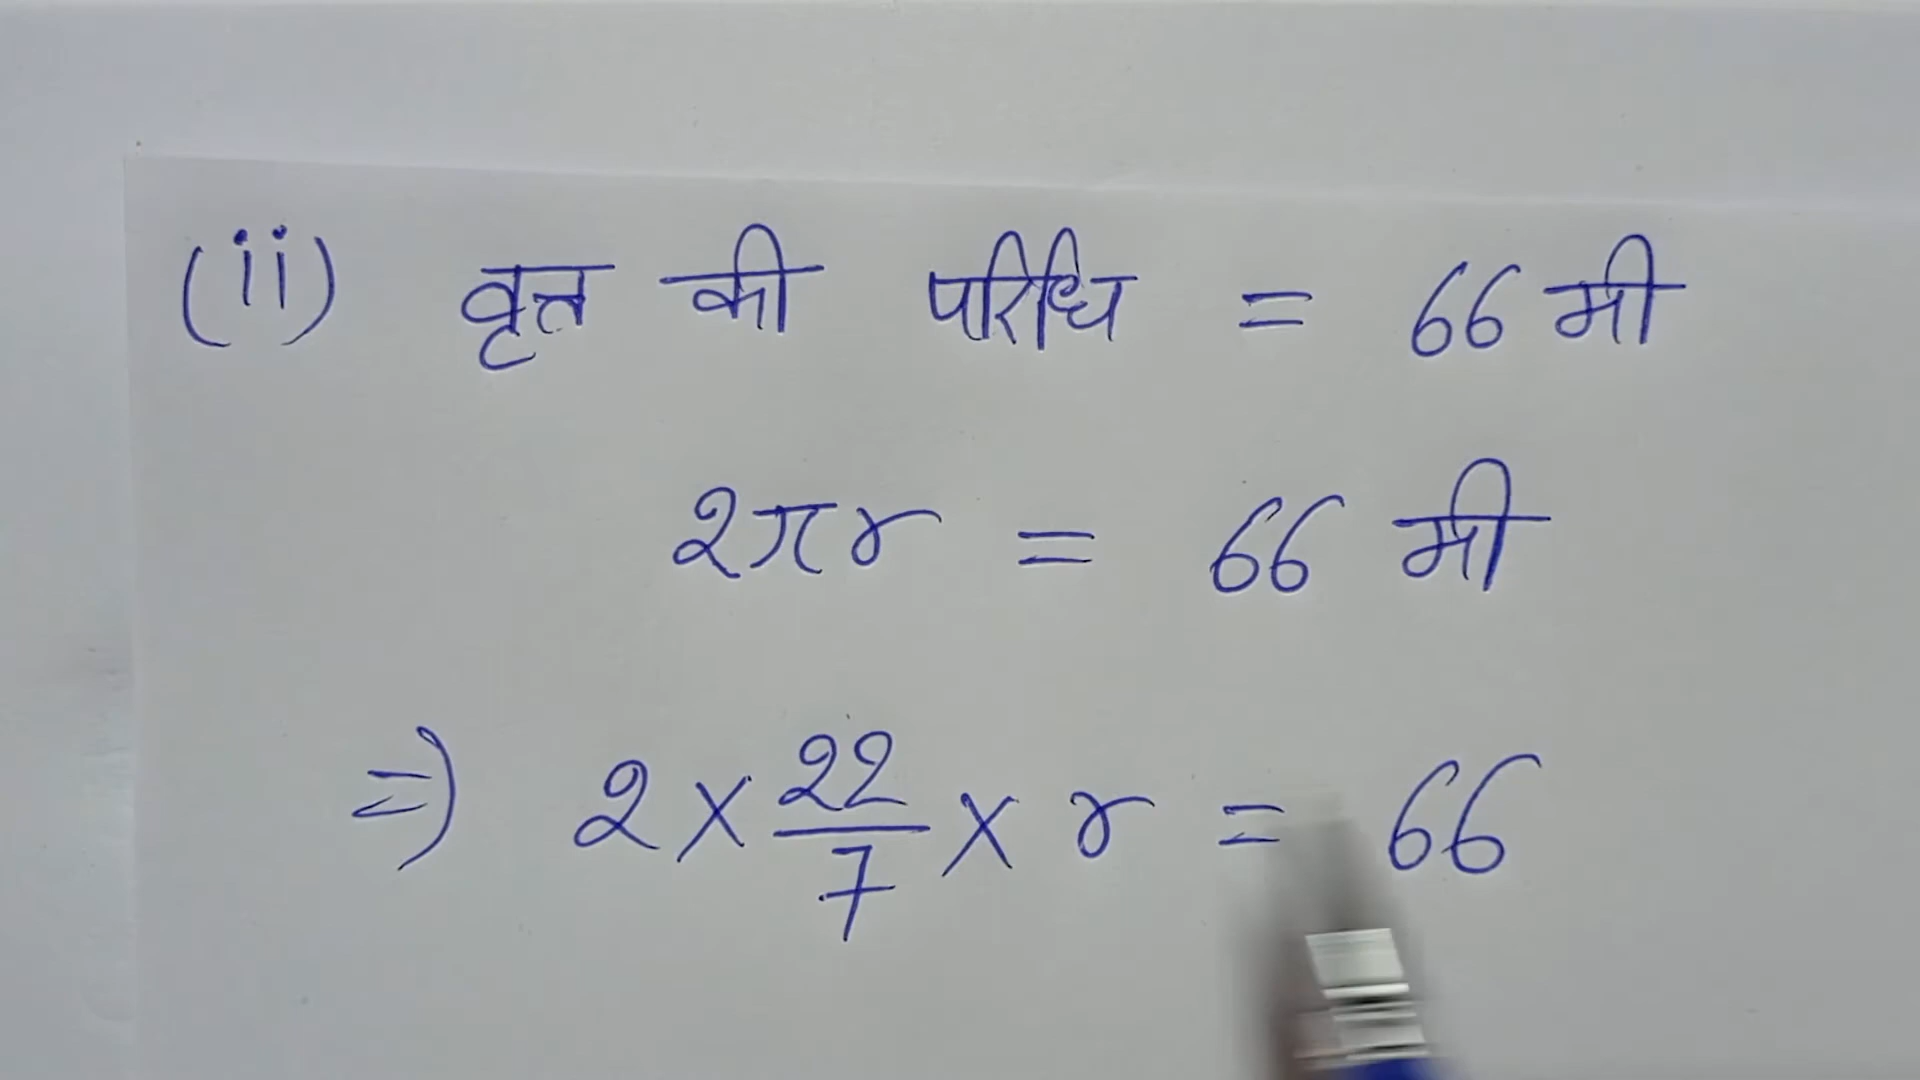 (ii) वृत्त की परिधि = 66 मी
2πr = 66 मी
⇒ 2 × 22/7 × r = 66